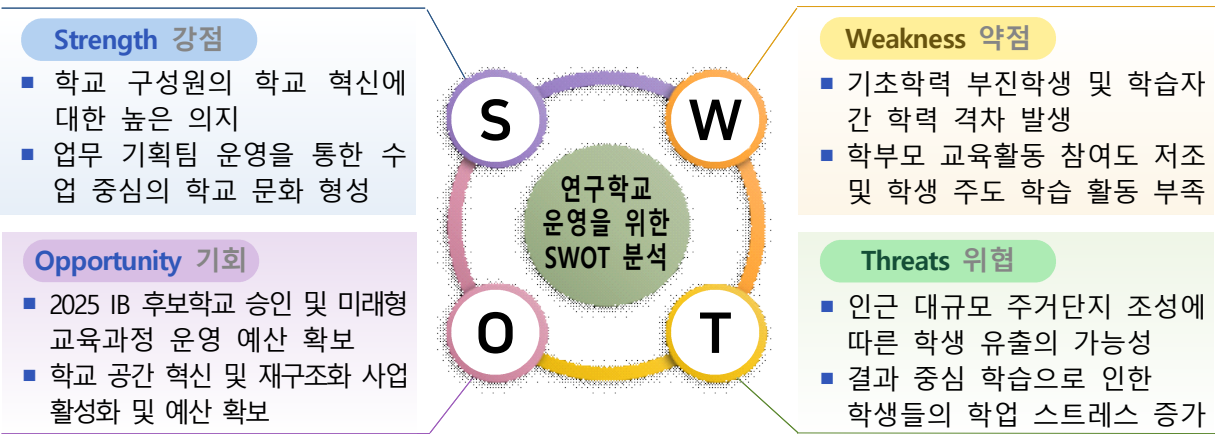 Strength 강점
■ 학교 구성원의 학교 혁신에
대한 높은 의지
■ 업무 기획팀 운영을 통한 수
업 중심의 학교 문화 형성
Weakness 약점
■ 기초학력 부진학생 및 학습자
간 학력 격차 발생
■ 학부모 교육활동 참여도 저조
및 학생 주도 학습 활동 부족
S
W
연구학교
운영을 위한
SWOT 분석
O
T
Opportunity 기회
■ 2025 IB 후보학교 승인 및 미래형
교육과정 운영 예산 확보
■ 학교 공간 혁신 및 재구조화 사업
활성화 및 예산 확보
Threats 위협
■ 인근 대규모 주거단지 조성에
따른 학생 유출의 가능성
■ 결과 중심 학습으로 인한
학생들의 학업 스트레스 증가